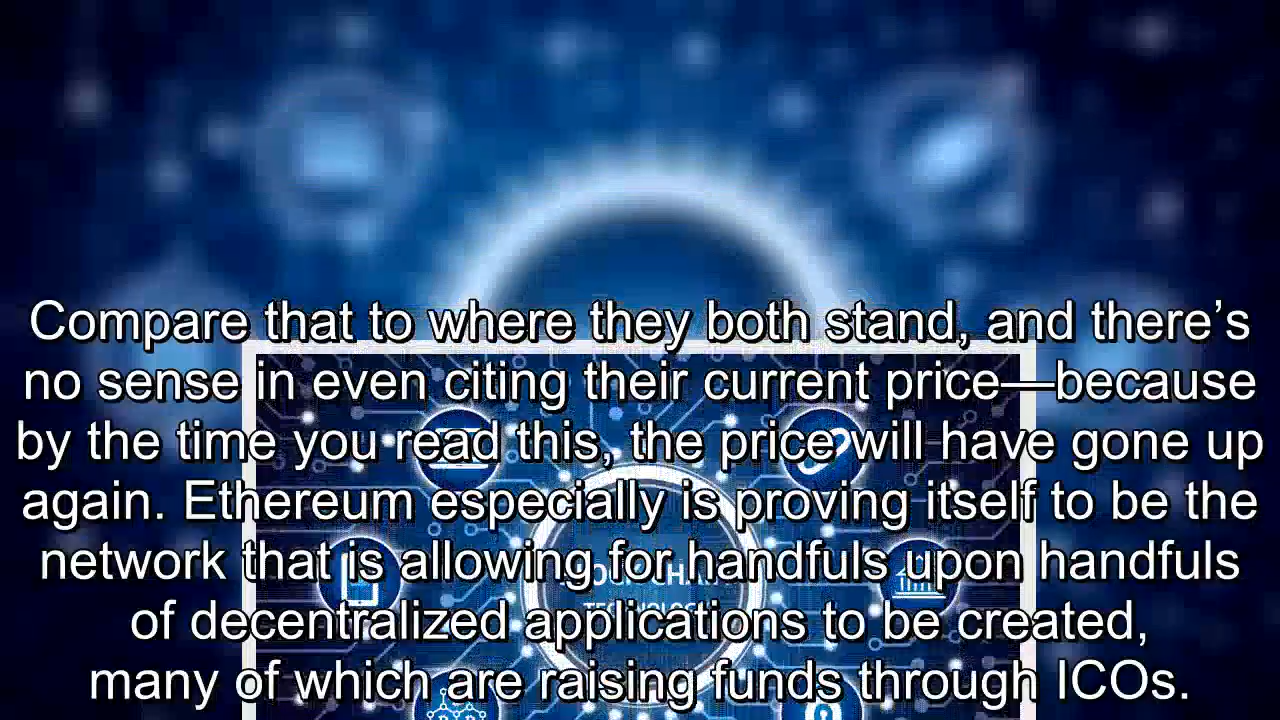 Compare that to where they both stand, and there’s
no sense in even citing their current price—because
by the time you read this, the price will have gone up
again. Ethereum especially is proving itself to be the
network that is allowing for handfuls upon handfuls
of decentralized applications to be created,
many of which are raising funds through ICOs.